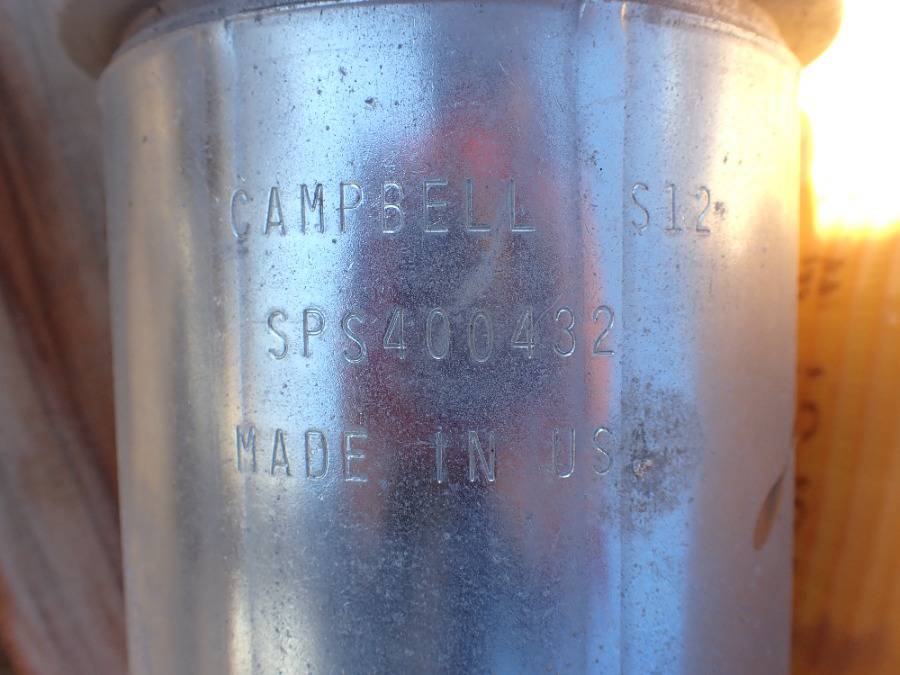 CAMPBELL S12
SPS400432
MADE IN USA